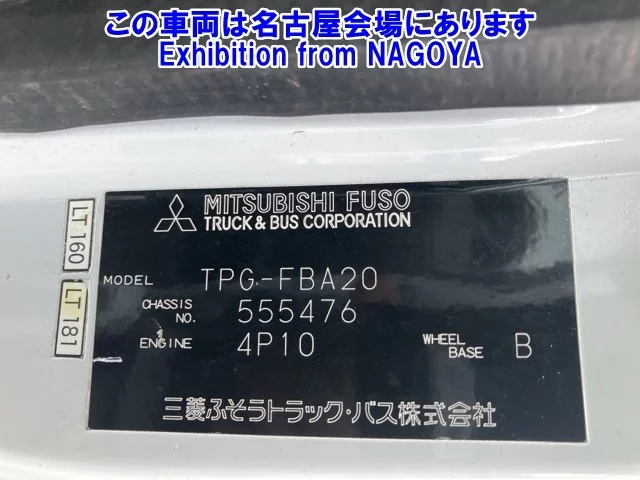 この車両は名古屋会場にあります
Exhibition from NAGOYA
MITSUBISHI FUSO
TRUCK & BUS CORPORATION
LT 160
LT 181
MODEL TPG-FBA20
CHASSIS NO. 555476
ENGINE 4P10 WHEEL BASE B
三菱ふそうトラック・バス株式会社